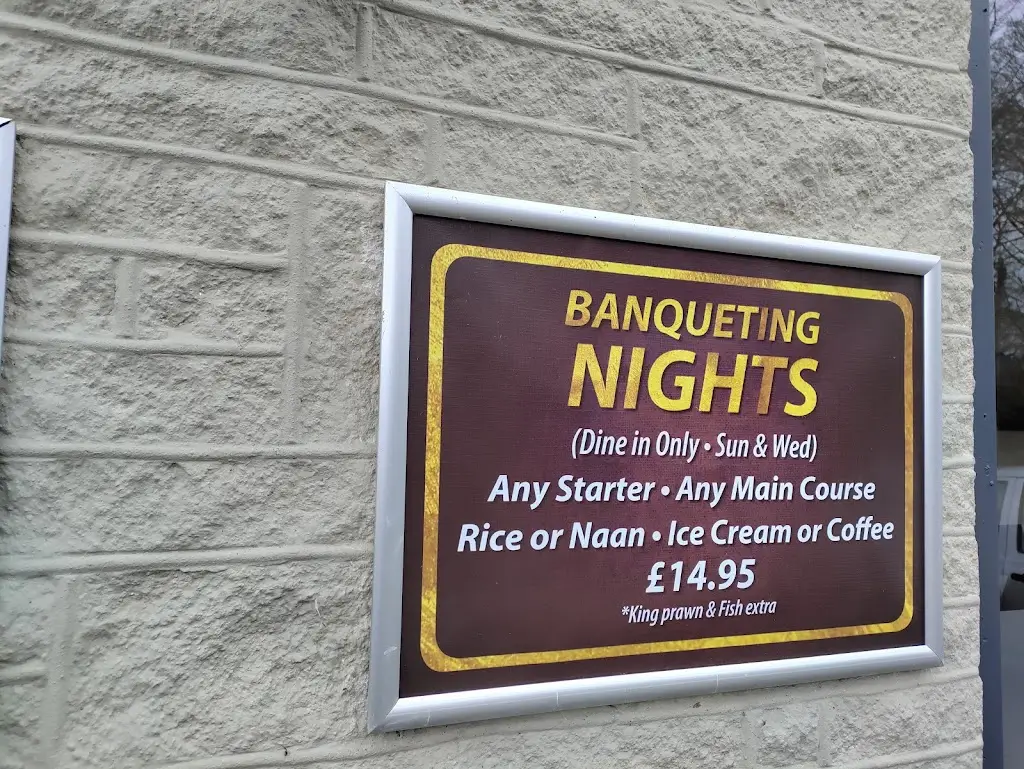 BANQUETING
NIGHTS
(Dine in Only • Sun & Wed)
Any Starter • Any Main Course
Rice or Naan • Ice Cream or Coffee
£14.95
*King prawn & Fish extra